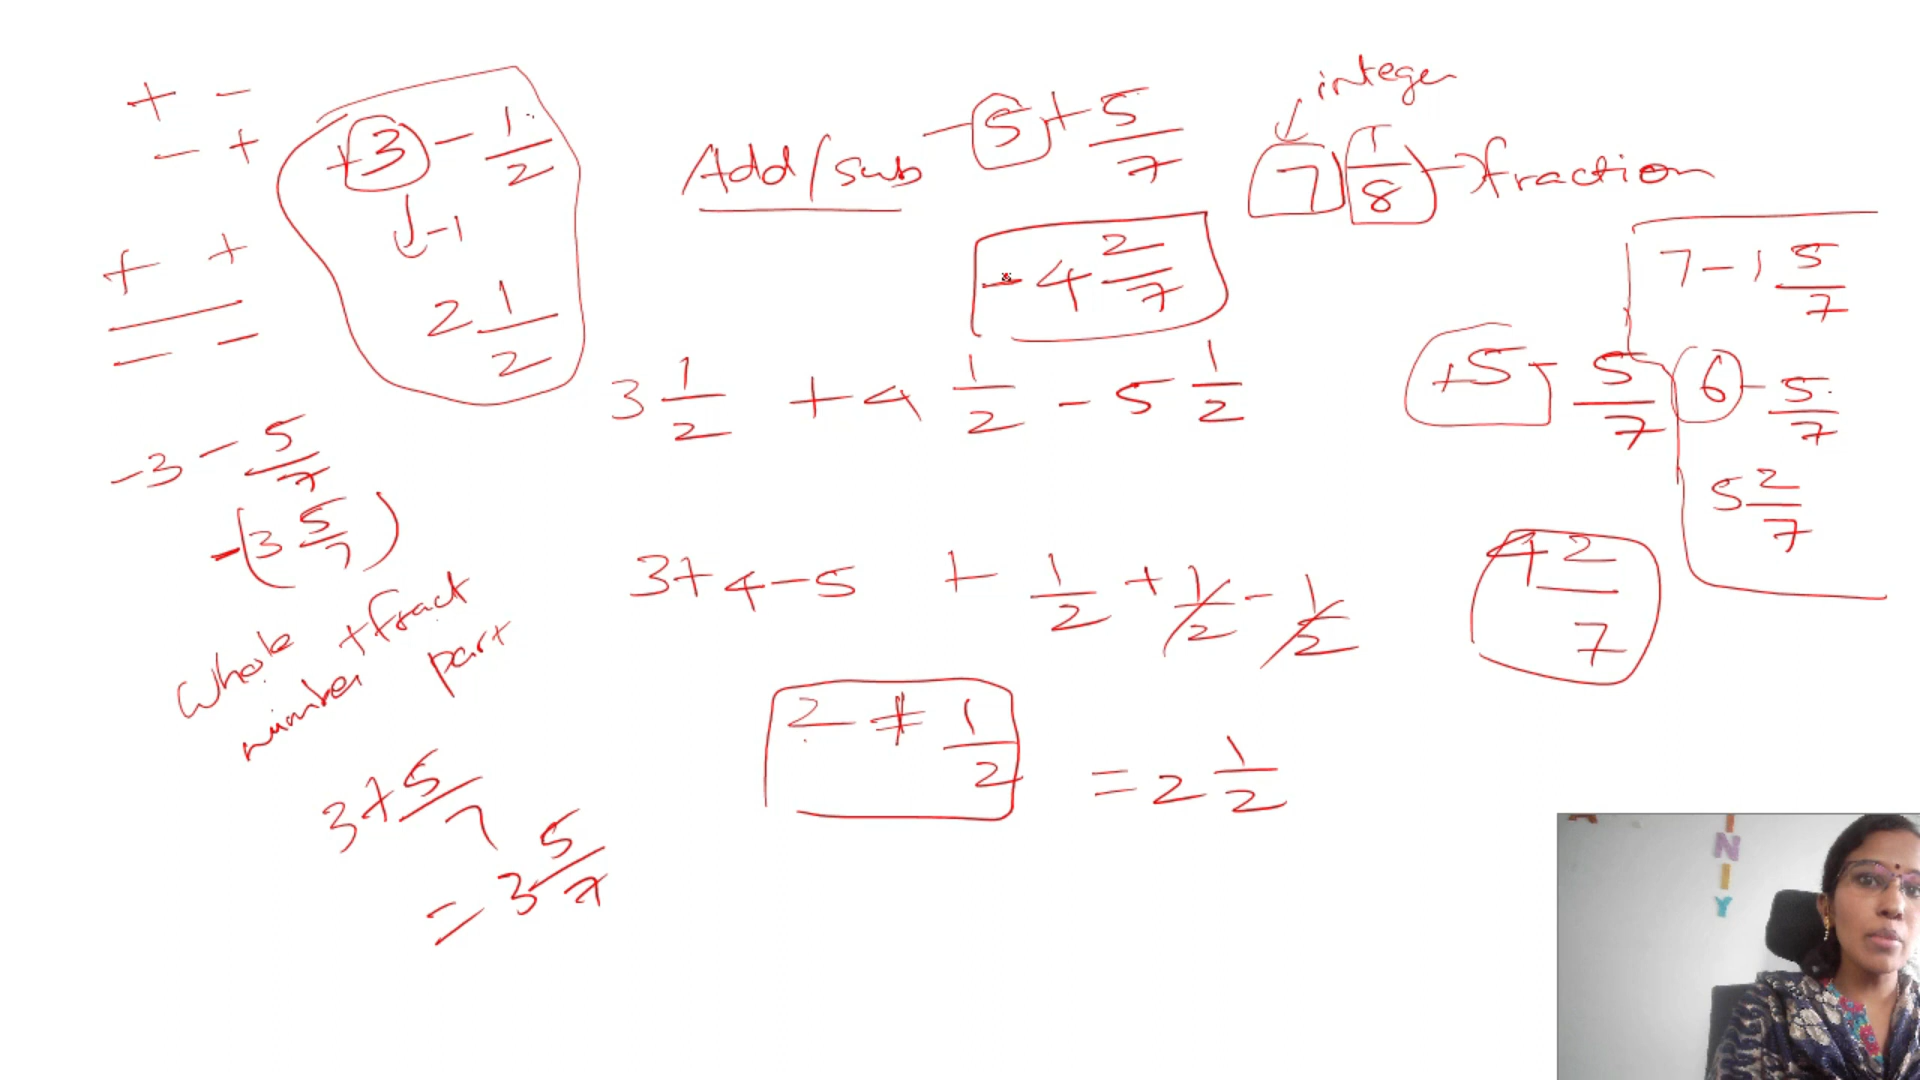 + -
- +
+ +
- -
+3 - 1/2
-1
2 1/2
Add/sub
-5 + 5/7
-4 2/7
integer
7 1/8 → fraction
7 - 1 5/7
6 - 5/7
5 2/7
+5 - 5/7
4 2/7
3 1/2 + 4 1/2 - 5 1/2
3+4-5 + 1/2 + 1/2 - 1/2
2 + 1/2 = 2 1/2
-3 - 5/7
-(3 5/7)
whole + fract
number part
3+5/7
= 3 5/7
N
I
Y